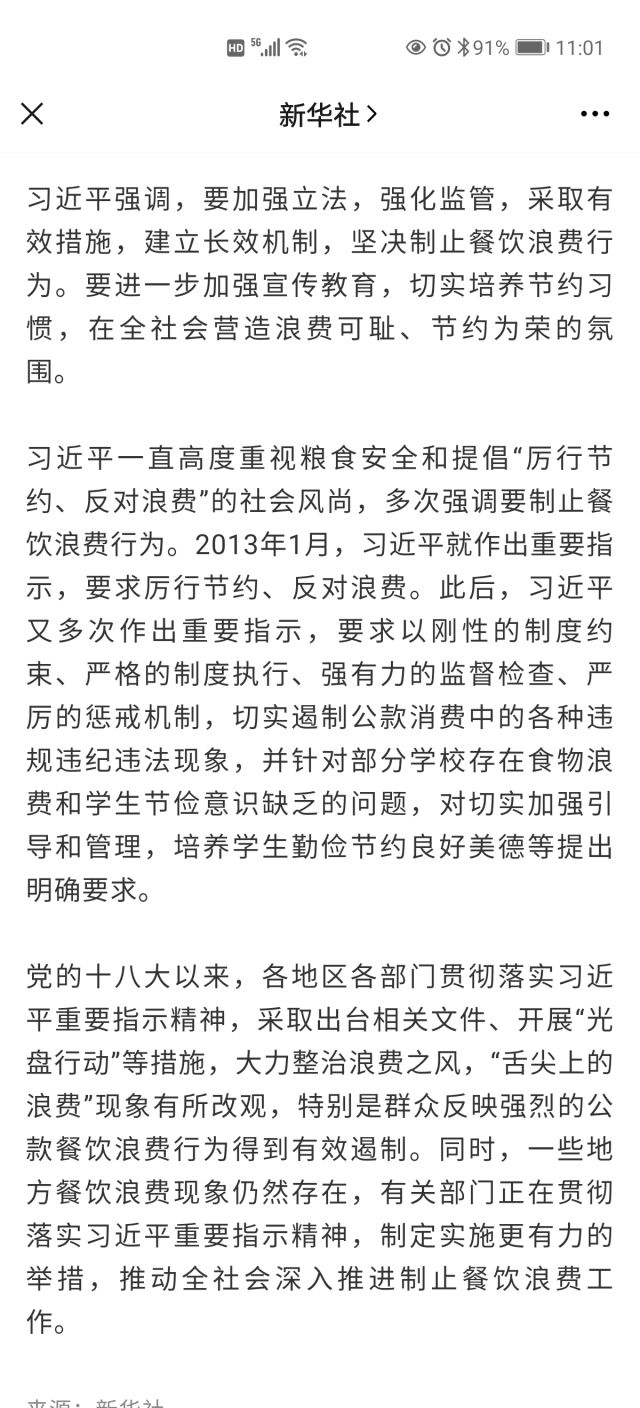 HD 5G 91% 11:01
新华社
习近平强调，要加强立法，强化监管，采取有
效措施，建立长效机制，坚决制止餐饮浪费行
为。要进一步加强宣传教育，切实培养节约习
惯，在全社会营造浪费可耻、节约为荣的氛
围。
习近平一直高度重视粮食安全和提倡“厉行节
约、反对浪费”的社会风尚，多次强调要制止餐
饮浪费行为。2013年1月，习近平就作出重要指
示，要求厉行节约、反对浪费。此后，习近平
又多次作出重要指示，要求以刚性的制度约
束、严格的制度执行、强有力的监督检查、严
厉的惩戒机制，切实遏制公款消费中的各种违
规违纪违法现象，并针对部分学校存在食物浪
费和学生节俭意识缺乏的问题，对切实加强引
导和管理，培养学生勤俭节约良好美德等提出
明确要求。
党的十八大以来，各地区各部门贯彻落实习近
平重要指示精神，采取出台相关文件、开展“光
盘行动”等措施，大力整治浪费之风，“舌尖上的
浪费”现象有所改观，特别是群众反映强烈的公
款餐饮浪费行为得到有效遏制。同时，一些地
方餐饮浪费现象仍然存在，有关部门正在贯彻
落实习近平重要指示精神，制定实施更有力的
举措，推动全社会深入推进制止餐饮浪费工
作。
来源：新华社